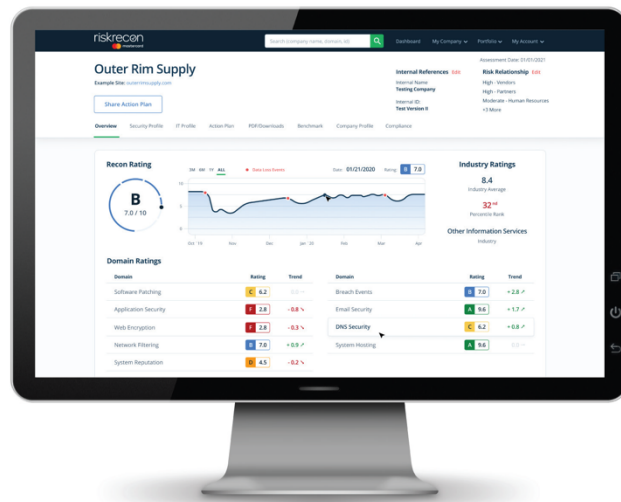 riskrecon
mastercard
Search (company name, domain, id)
Dashboard My Company Portfolio My Account
Outer Rim Supply
Example Site: outerrimsupply.com
Share Action Plan
Assessment Date: 01/01/2021
Internal References Edit
Internal Name
Testing Company
Internal ID:
Test Version II
Risk Relationship Edit
High - Vendors
High - Partners
Moderate - Human Resources
+3 More
Overview Security Profile IT Profile Action Plan PDF/Downloads Benchmark Company Profile Compliance
Recon Rating
B
7.0 / 10
3M 6M 1Y ALL
Data Loss Events
Date 01/21/2020 Rating B 7.0
10
5
0
Oct '19 Nov Dec Jan '20 Feb Mar Apr
Industry Ratings
8.4
Industry Average
32nd
Percentile Rank
Other Information Services
Industry
Domain Ratings
Domain Rating Trend
Software Patching C 6.2 0.0
Application Security F 2.8 - 0.8
Web Encryption F 2.8 - 0.3
Network Filtering B 7.0 + 0.9
System Reputation D 4.5 - 0.2
Domain Rating Trend
Breach Events B 7.0 + 2.8
Email Security A 9.6 + 1.7
DNS Security C 6.2 + 0.8
System Hosting A 9.6 0.0